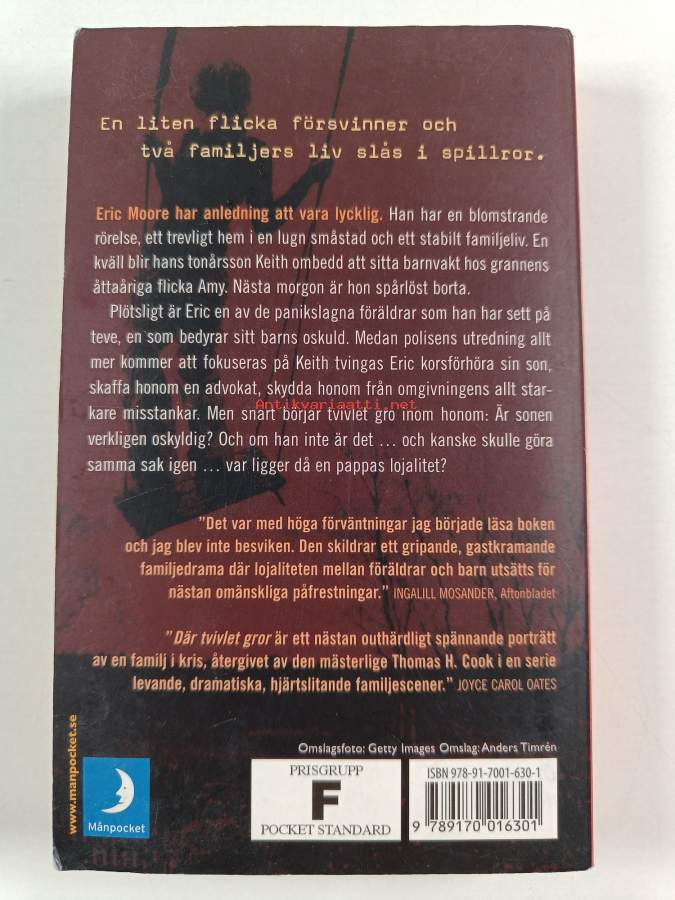 En liten flicka försvinner och
två familjers liv slås i spillror.
Eric Moore har anledning att vara lycklig. Han har en blomstrande
rörelse, ett trevligt hem i en lugn småstad och ett stabilt familjeliv. En
kväll blir hans tonårsson Keith ombedd att sitta barnvakt hos grannens
åttaåriga flicka Amy. Nästa morgon är hon spårlöst borta.
Plötsligt är Eric en av de panikslagna föräldrar som han har sett på
teve, en som bedyrar sitt barns oskuld. Medan polisens utredning allt
mer kommer att fokuseras på Keith tvingas Eric korsförhöra sin son,
skaffa honom en advokat, skydda honom från omgivningens allt star-
kare misstankar. Men snart börjar tvivlet gro inom honom: Är sonen
Antikvariaatti.net
verkligen oskyldig? Och om han inte är det ... och kanske skulle göra
samma sak igen ... var ligger då en pappas lojalitet?
"Det var med höga förväntningar jag började läsa boken
och jag blev inte besviken. Den skildrar ett gripande, gastkramande
familjedrama där lojaliteten mellan föräldrar och barn utsätts för
nästan omänskliga påfrestningar." INGALILL MOSANDER, Aftonbladet
"Där tvivlet gror är ett nästan outhärdligt spännande porträtt
av en familj i kris, återgivet av den mästerlige Thomas H. Cook i en serie
levande, dramatiska, hjärtslitande familjescener." JOYCE CAROL OATES
Omslagsfoto: Getty Images Omslag: Anders Timrén
www.manpocket.se
Månpocket
PRISGRUPP
F
POCKET STANDARD
ISBN 978-91-7001-630-1
9 789170 016301